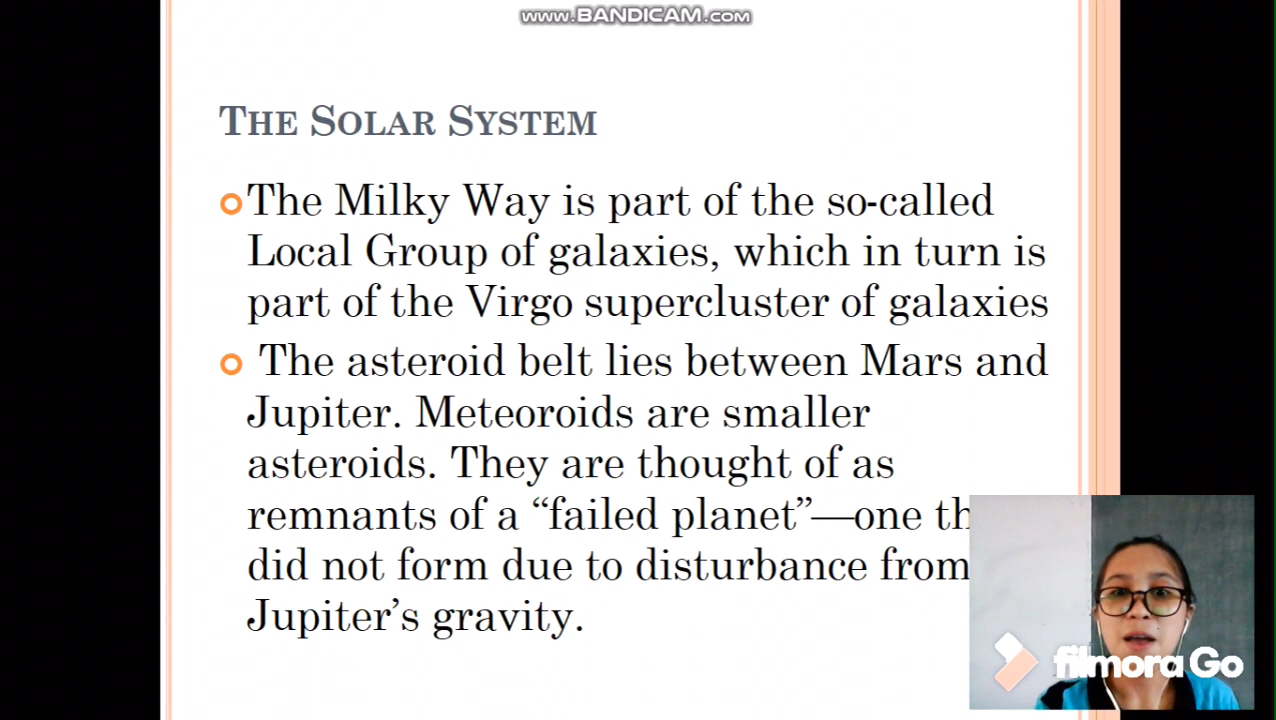 www.BANDICAM.com
THE SOLAR SYSTEM
The Milky Way is part of the so-called
Local Group of galaxies, which in turn is
part of the Virgo supercluster of galaxies
The asteroid belt lies between Mars and
Jupiter. Meteoroids are smaller
asteroids. They are thought of as
remnants of a “failed planet”—one
did not form due to disturbance from
Jupiter’s gravity.
filmora Go